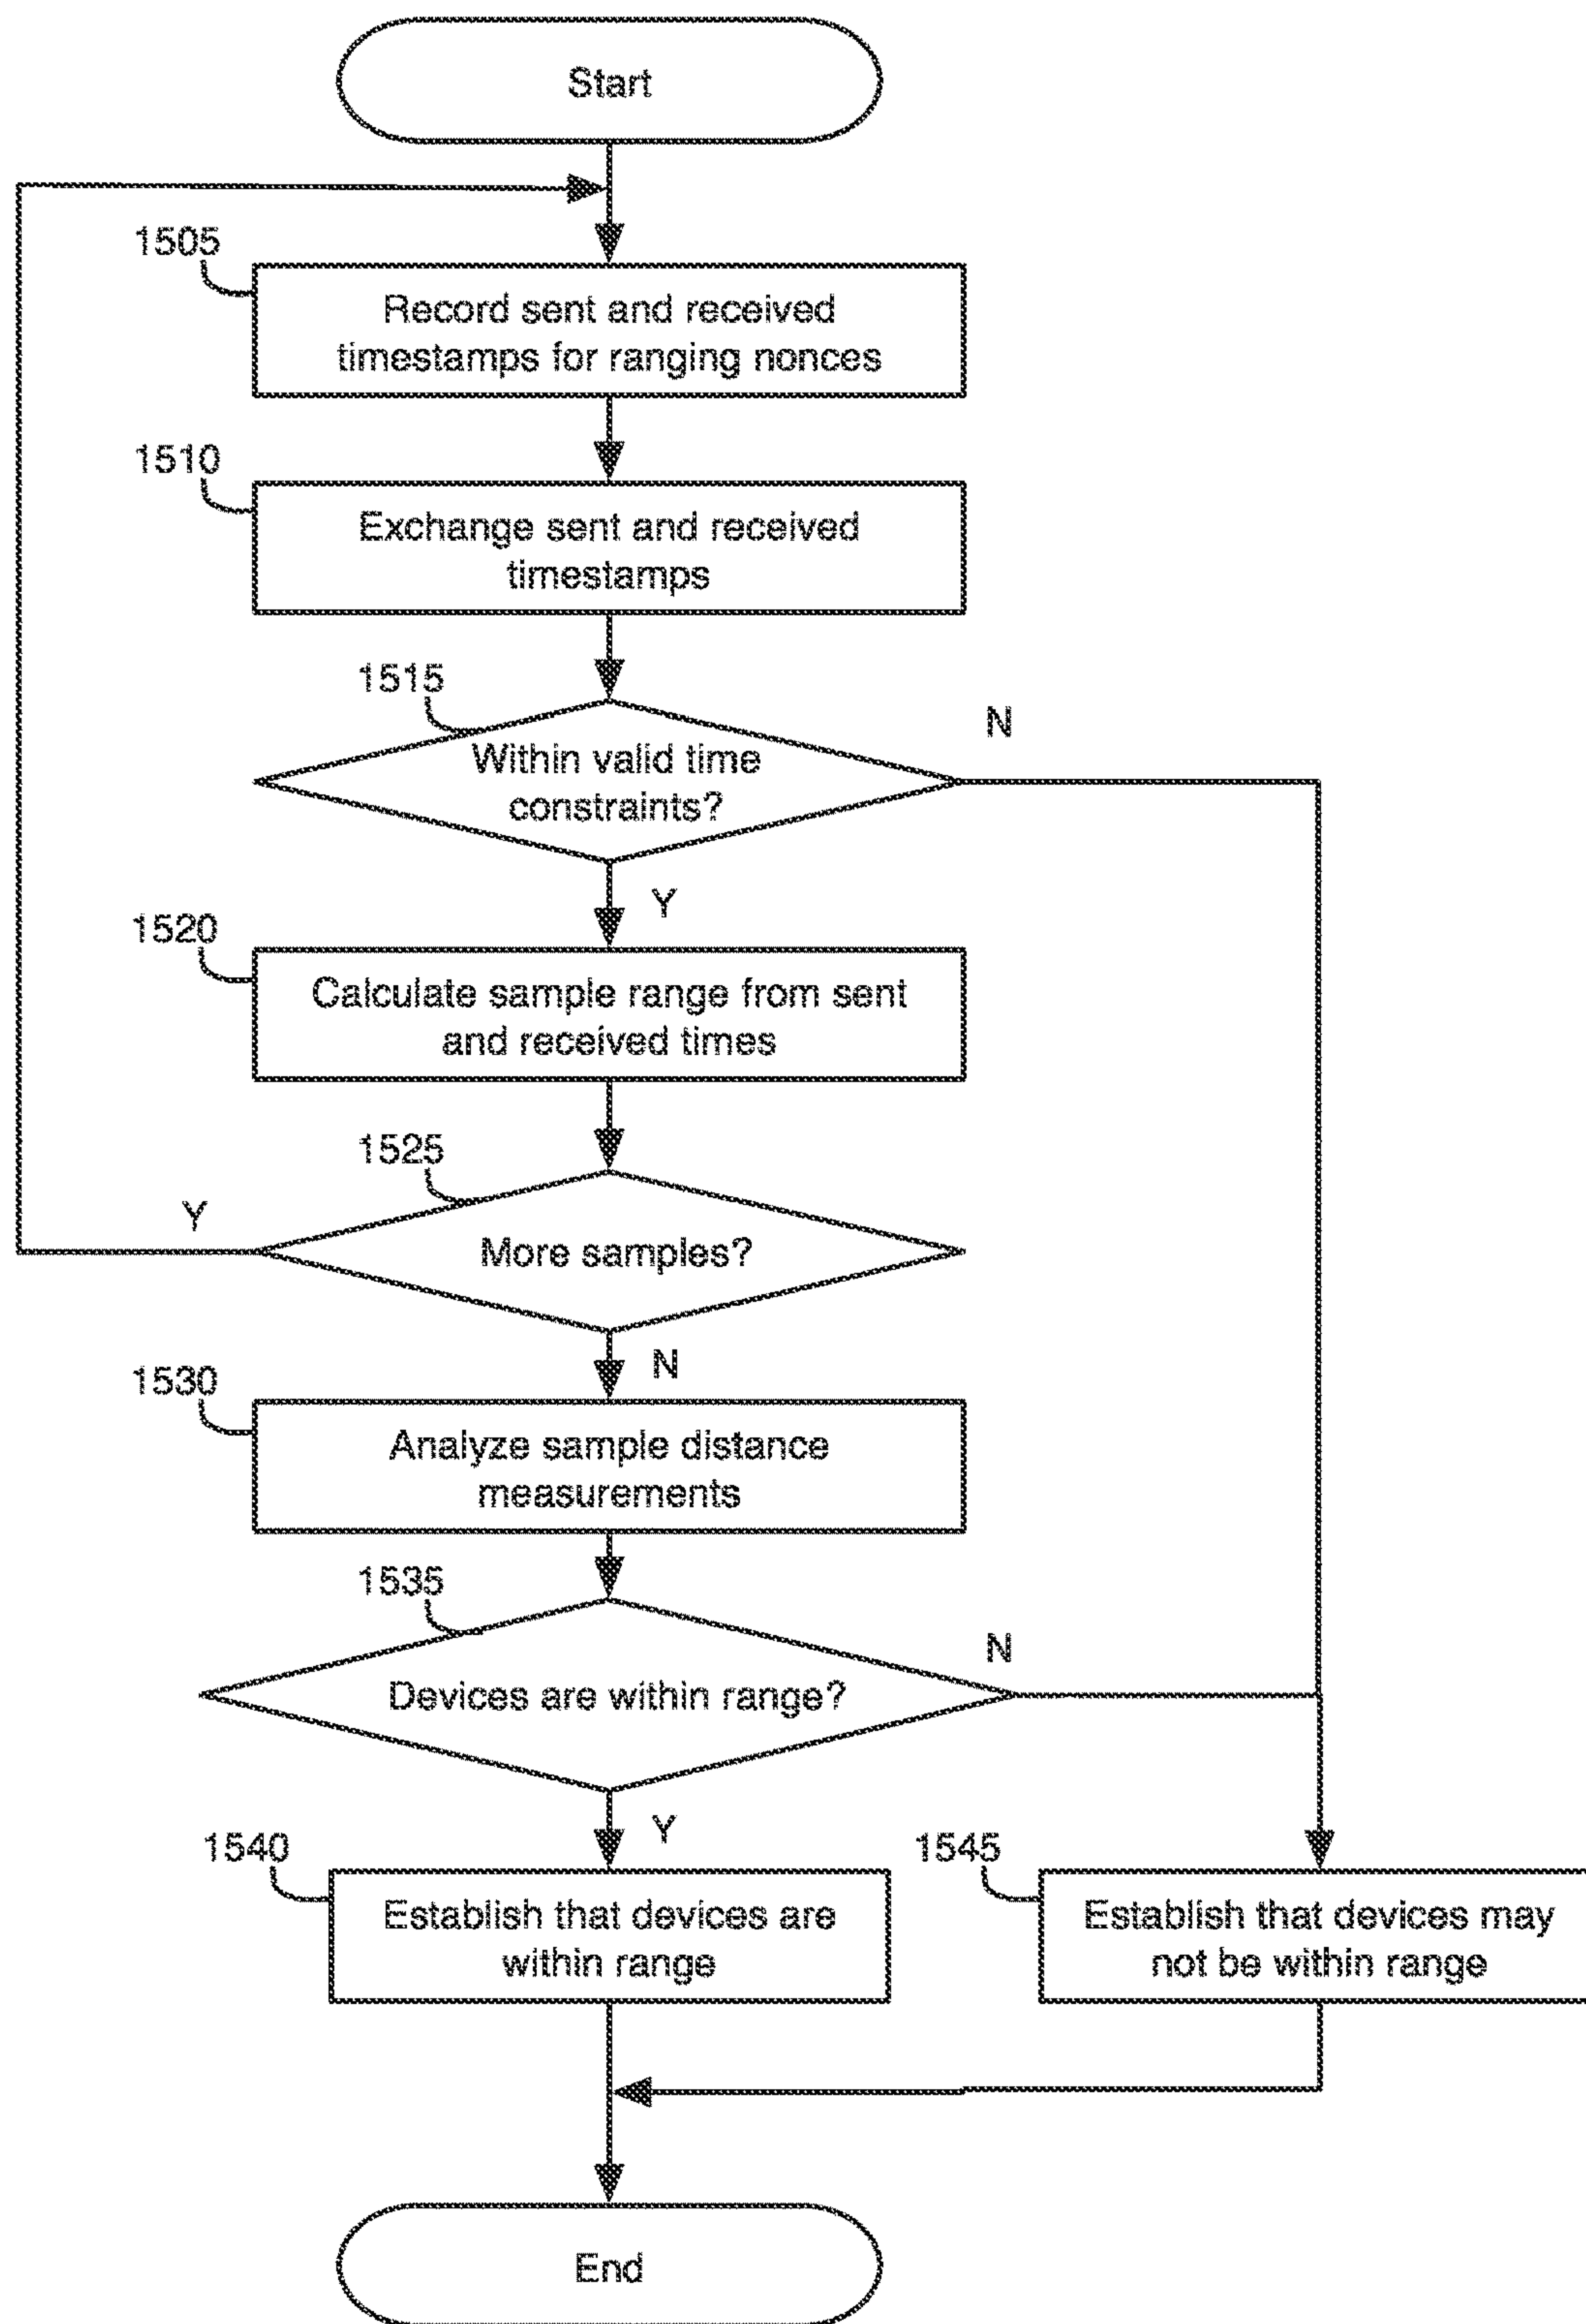 Start
1505
Record sent and received
timestamps for ranging nonces
1510
Exchange sent and received
timestamps
1515
N
Within valid time
constraints?
Y
1520
Calculate sample range from sent
and received times
1525
Y
More samples?
N
1530
Analyze sample distance
measurements
1535
N
Devices are within range?
Y
1540
1545
Establish that devices are
within range
Establish that devices may
not be within range
End